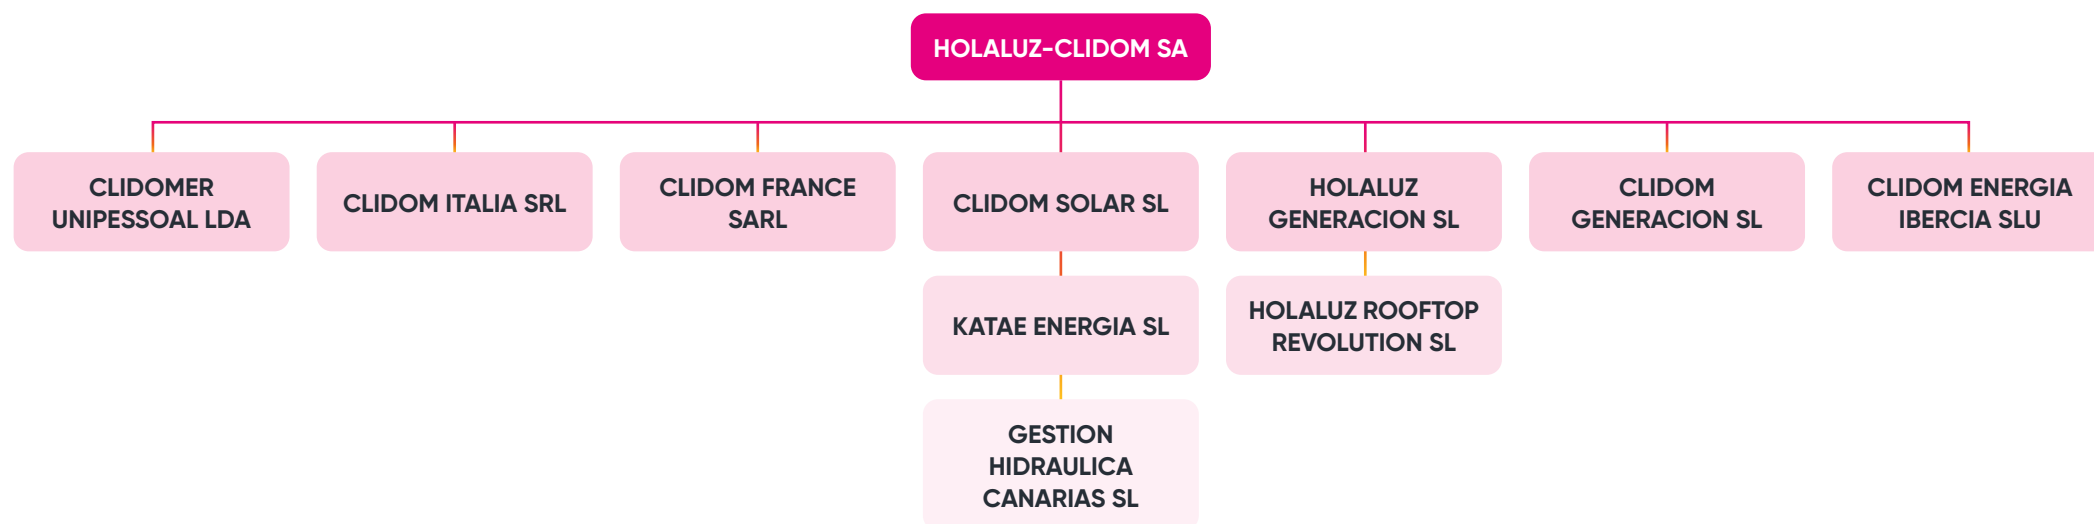 HOLALUZ-CLIDOM SA
CLIDOMER
UNIPESSOAL LDA
CLIDOM ITALIA SRL
CLIDOM FRANCE
SARL
CLIDOM SOLAR SL
HOLALUZ
GENERACION SL
CLIDOM
GENERACION SL
CLIDOM ENERGIA
IBERCIA SLU
KATAE ENERGIA SL
HOLALUZ ROOFTOP
REVOLUTION SL
GESTION
HIDRAULICA
CANARIAS SL